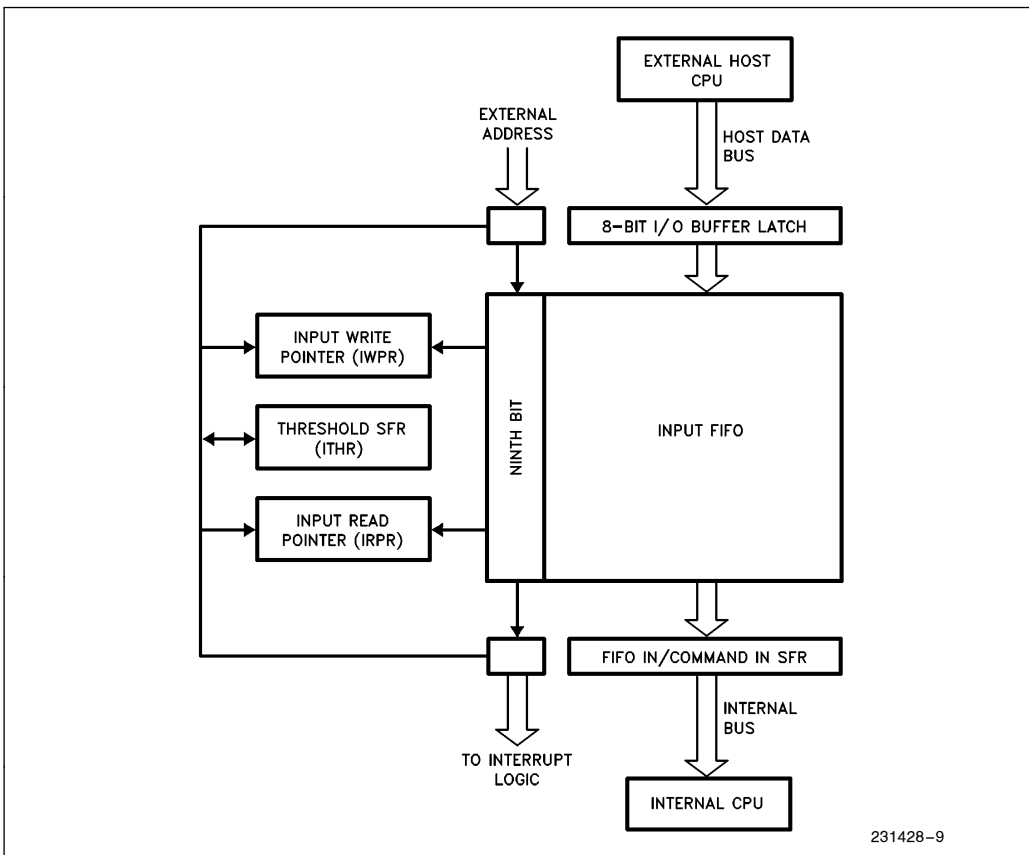 EXTERNAL HOST
CPU
EXTERNAL
ADDRESS
HOST DATA
BUS
8-BIT I/O BUFFER LATCH
INPUT WRITE
POINTER (IWPR)
THRESHOLD SFR
(ITHR)
INPUT READ
POINTER (IRPR)
NINTH BIT
INPUT FIFO
FIFO IN/COMMAND IN SFR
INTERNAL
BUS
TO INTERRUPT
LOGIC
INTERNAL CPU
231428-9